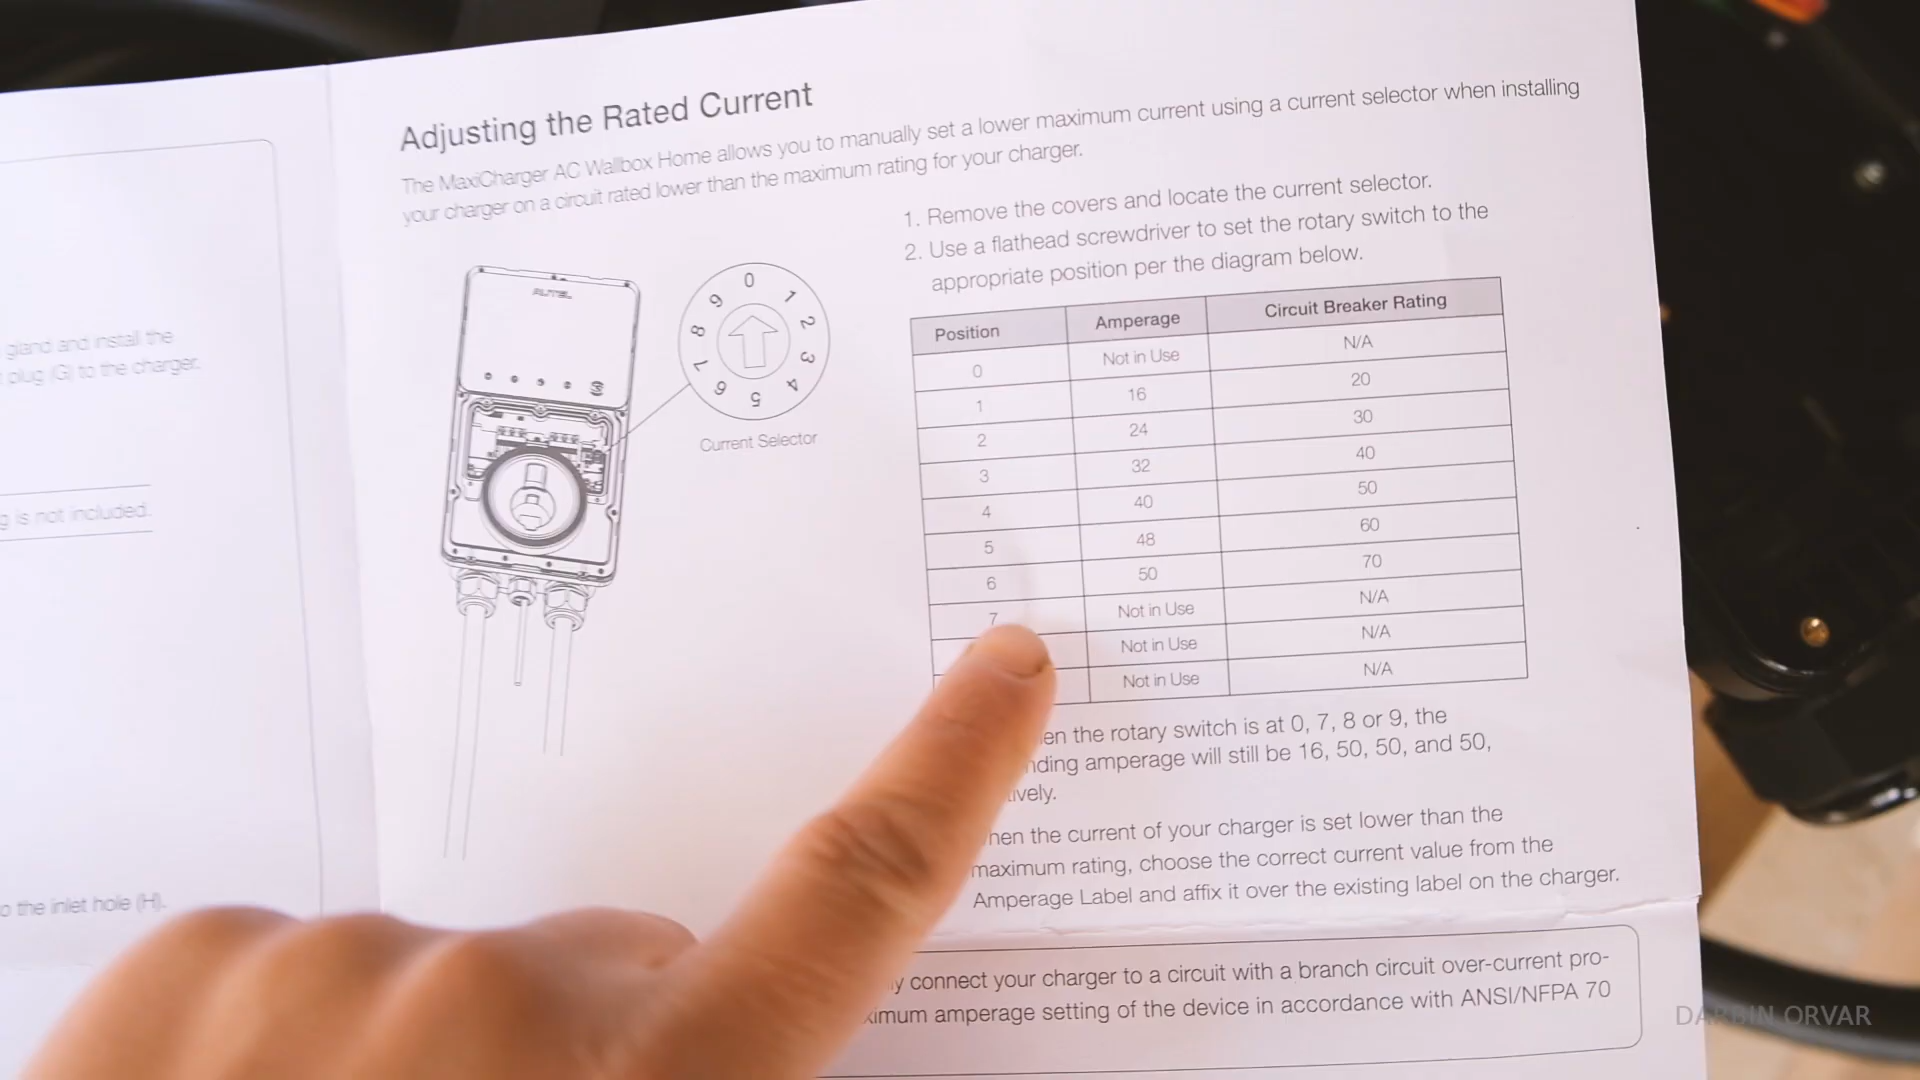 gland and install the
plug (G) to the charger.
g is not included.
o the inlet hole (H).
Adjusting the Rated Current
The MaxiCharger AC Wallbox Home allows you to manually set a lower maximum current using a current selector when installing
your charger on a circuit rated lower than the maximum rating for your charger.
AUTEL
0
1
2
3
4
5
6
7
8
9
Current Selector
1. Remove the covers and locate the current selector.
2. Use a flathead screwdriver to set the rotary switch to the
appropriate position per the diagram below.
Position Amperage Circuit Breaker Rating
0 Not in Use N/A
1 16 20
2 24 30
3 32 40
4 40 50
5 48 60
6 50 70
7 Not in Use N/A
Not in Use N/A
Not in Use N/A
en the rotary switch is at 0, 7, 8 or 9, the
nding amperage will still be 16, 50, 50, and 50,
ively.
hen the current of your charger is set lower than the
maximum rating, choose the correct current value from the
Amperage Label and affix it over the existing label on the charger.
y connect your charger to a circuit with a branch circuit over-current pro-
ximum amperage setting of the device in accordance with ANSI/NFPA 70
DARBIN ORVAR